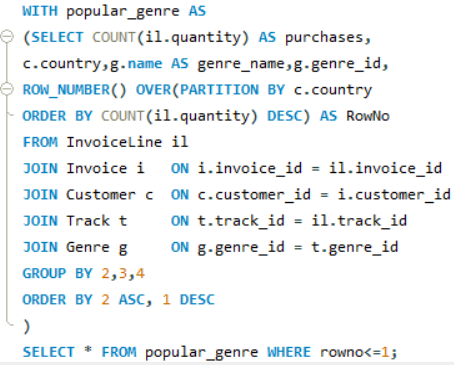 WITH popular_genre AS
(SELECT COUNT(il.quantity) AS purchases,
c.country,g.name AS genre_name,g.genre_id,
ROW_NUMBER() OVER(PARTITION BY c.country
ORDER BY COUNT(il.quantity) DESC) AS RowNo
FROM InvoiceLine il
JOIN Invoice i   ON i.invoice_id = il.invoice_id
JOIN Customer c  ON c.customer_id = i.customer_id
JOIN Track t     ON t.track_id = il.track_id
JOIN Genre g     ON g.genre_id = t.genre_id
GROUP BY 2,3,4
ORDER BY 2 ASC, 1 DESC
)
SELECT * FROM popular_genre WHERE rowno<=1;